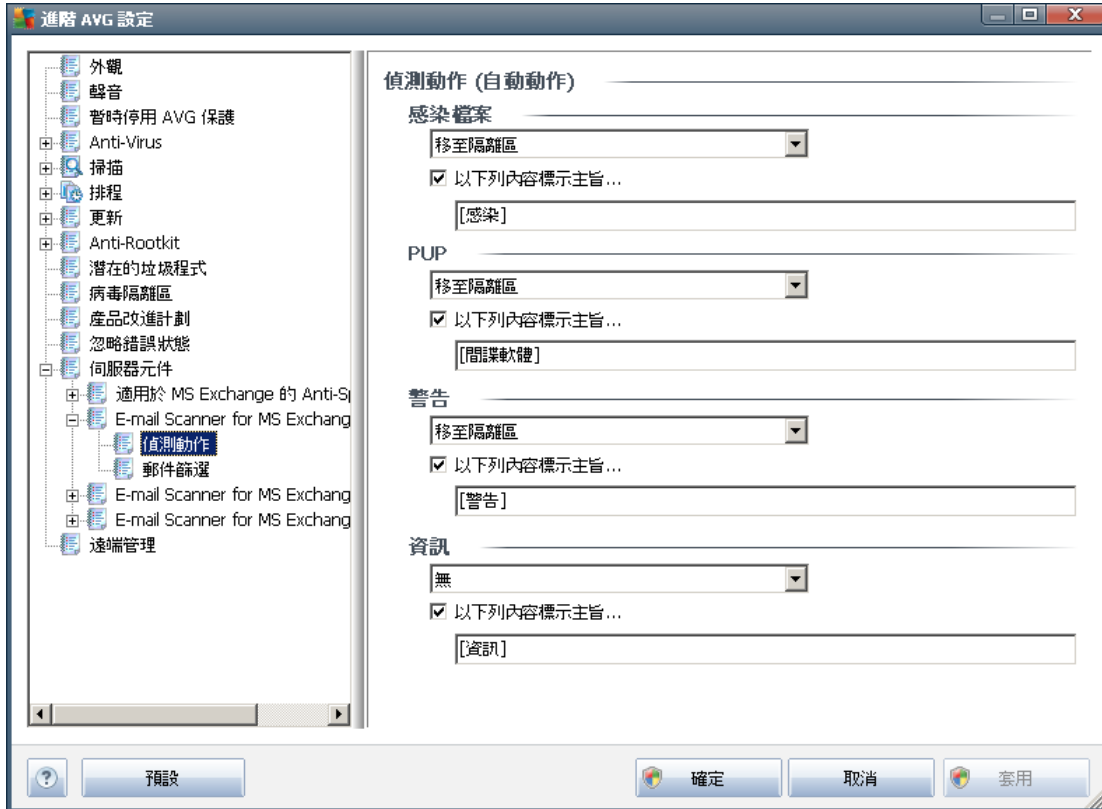 進階 AVG 設定
外觀
聲音
暫時停用 AVG 保護
Anti-Virus
掃描
排程
更新
Anti-Rootkit
潛在的垃圾程式
病毒隔離區
產品改進計劃
忽略錯誤狀態
伺服器元件
適用於 MS Exchange 的 Anti-Sp
E-mail Scanner for MS Exchang
偵測動作
郵件篩選
E-mail Scanner for MS Exchang
E-mail Scanner for MS Exchang
遠端管理
偵測動作 (自動動作)
感染檔案
移至隔離區
以下列內容標示主旨...
[感染]
PUP
移至隔離區
以下列內容標示主旨...
[間諜軟體]
警告
移至隔離區
以下列內容標示主旨...
[警告]
資訊
無
以下列內容標示主旨...
[資訊]
? 預設 確定 取消 套用